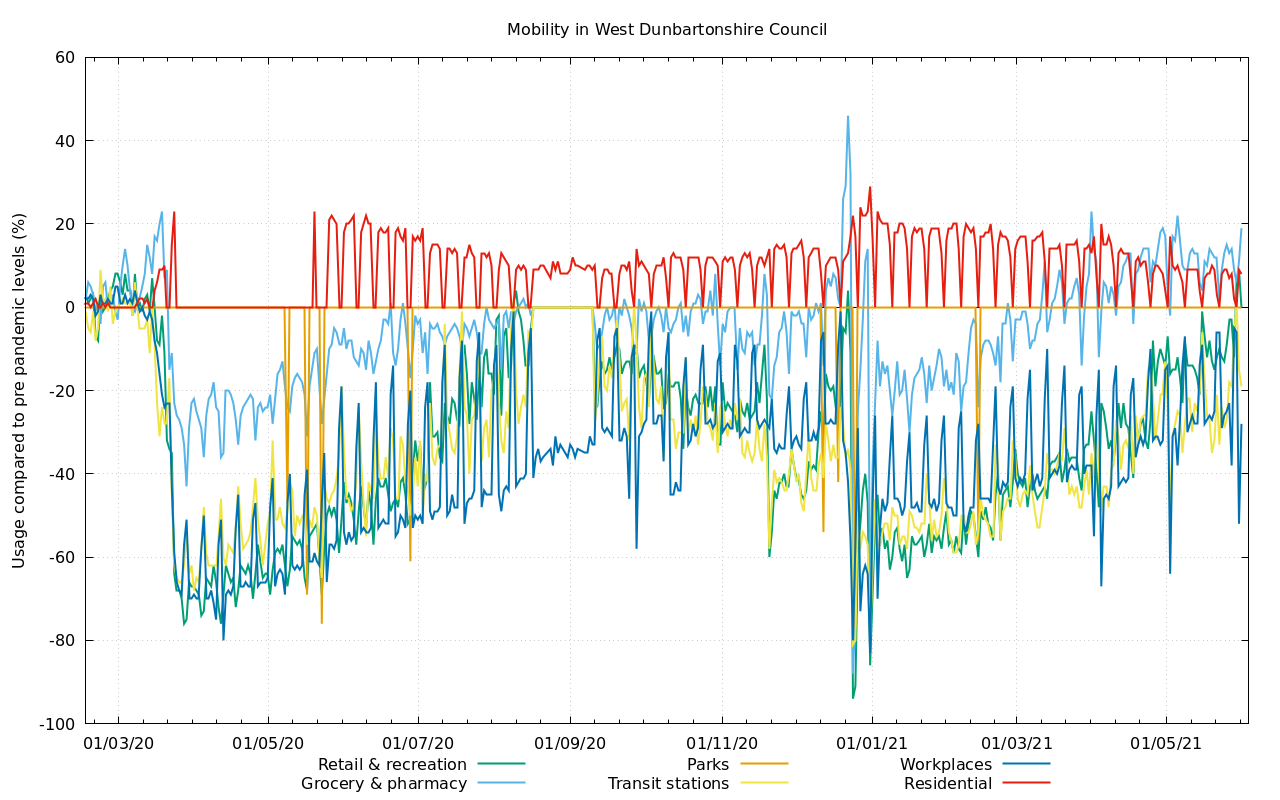 Mobility in West Dunbartonshire Council
Usage compared to pre pandemic levels (%)
60
40
20
0
-20
-40
-60
-80
-100
01/03/20 01/05/20 01/07/20 01/09/20 01/11/20 01/01/21 01/03/21 01/05/21
Retail & recreation Parks Workplaces
Grocery & pharmacy Transit stations Residential